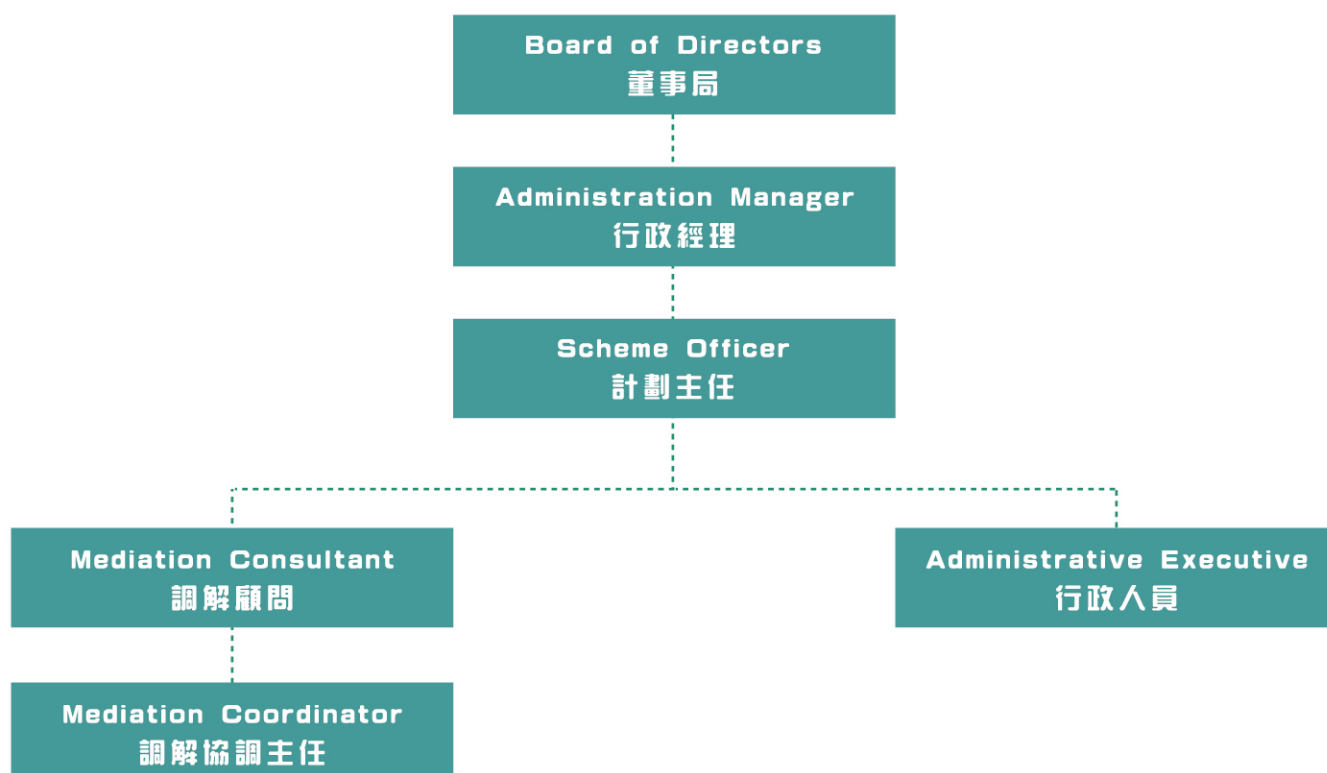 Board of Directors
董事局
Administration Manager
行政經理
Scheme Officer
計劃主任
Mediation Consultant
調解顧問
Administrative Executive
行政人員
Mediation Coordinator
調解協調主任